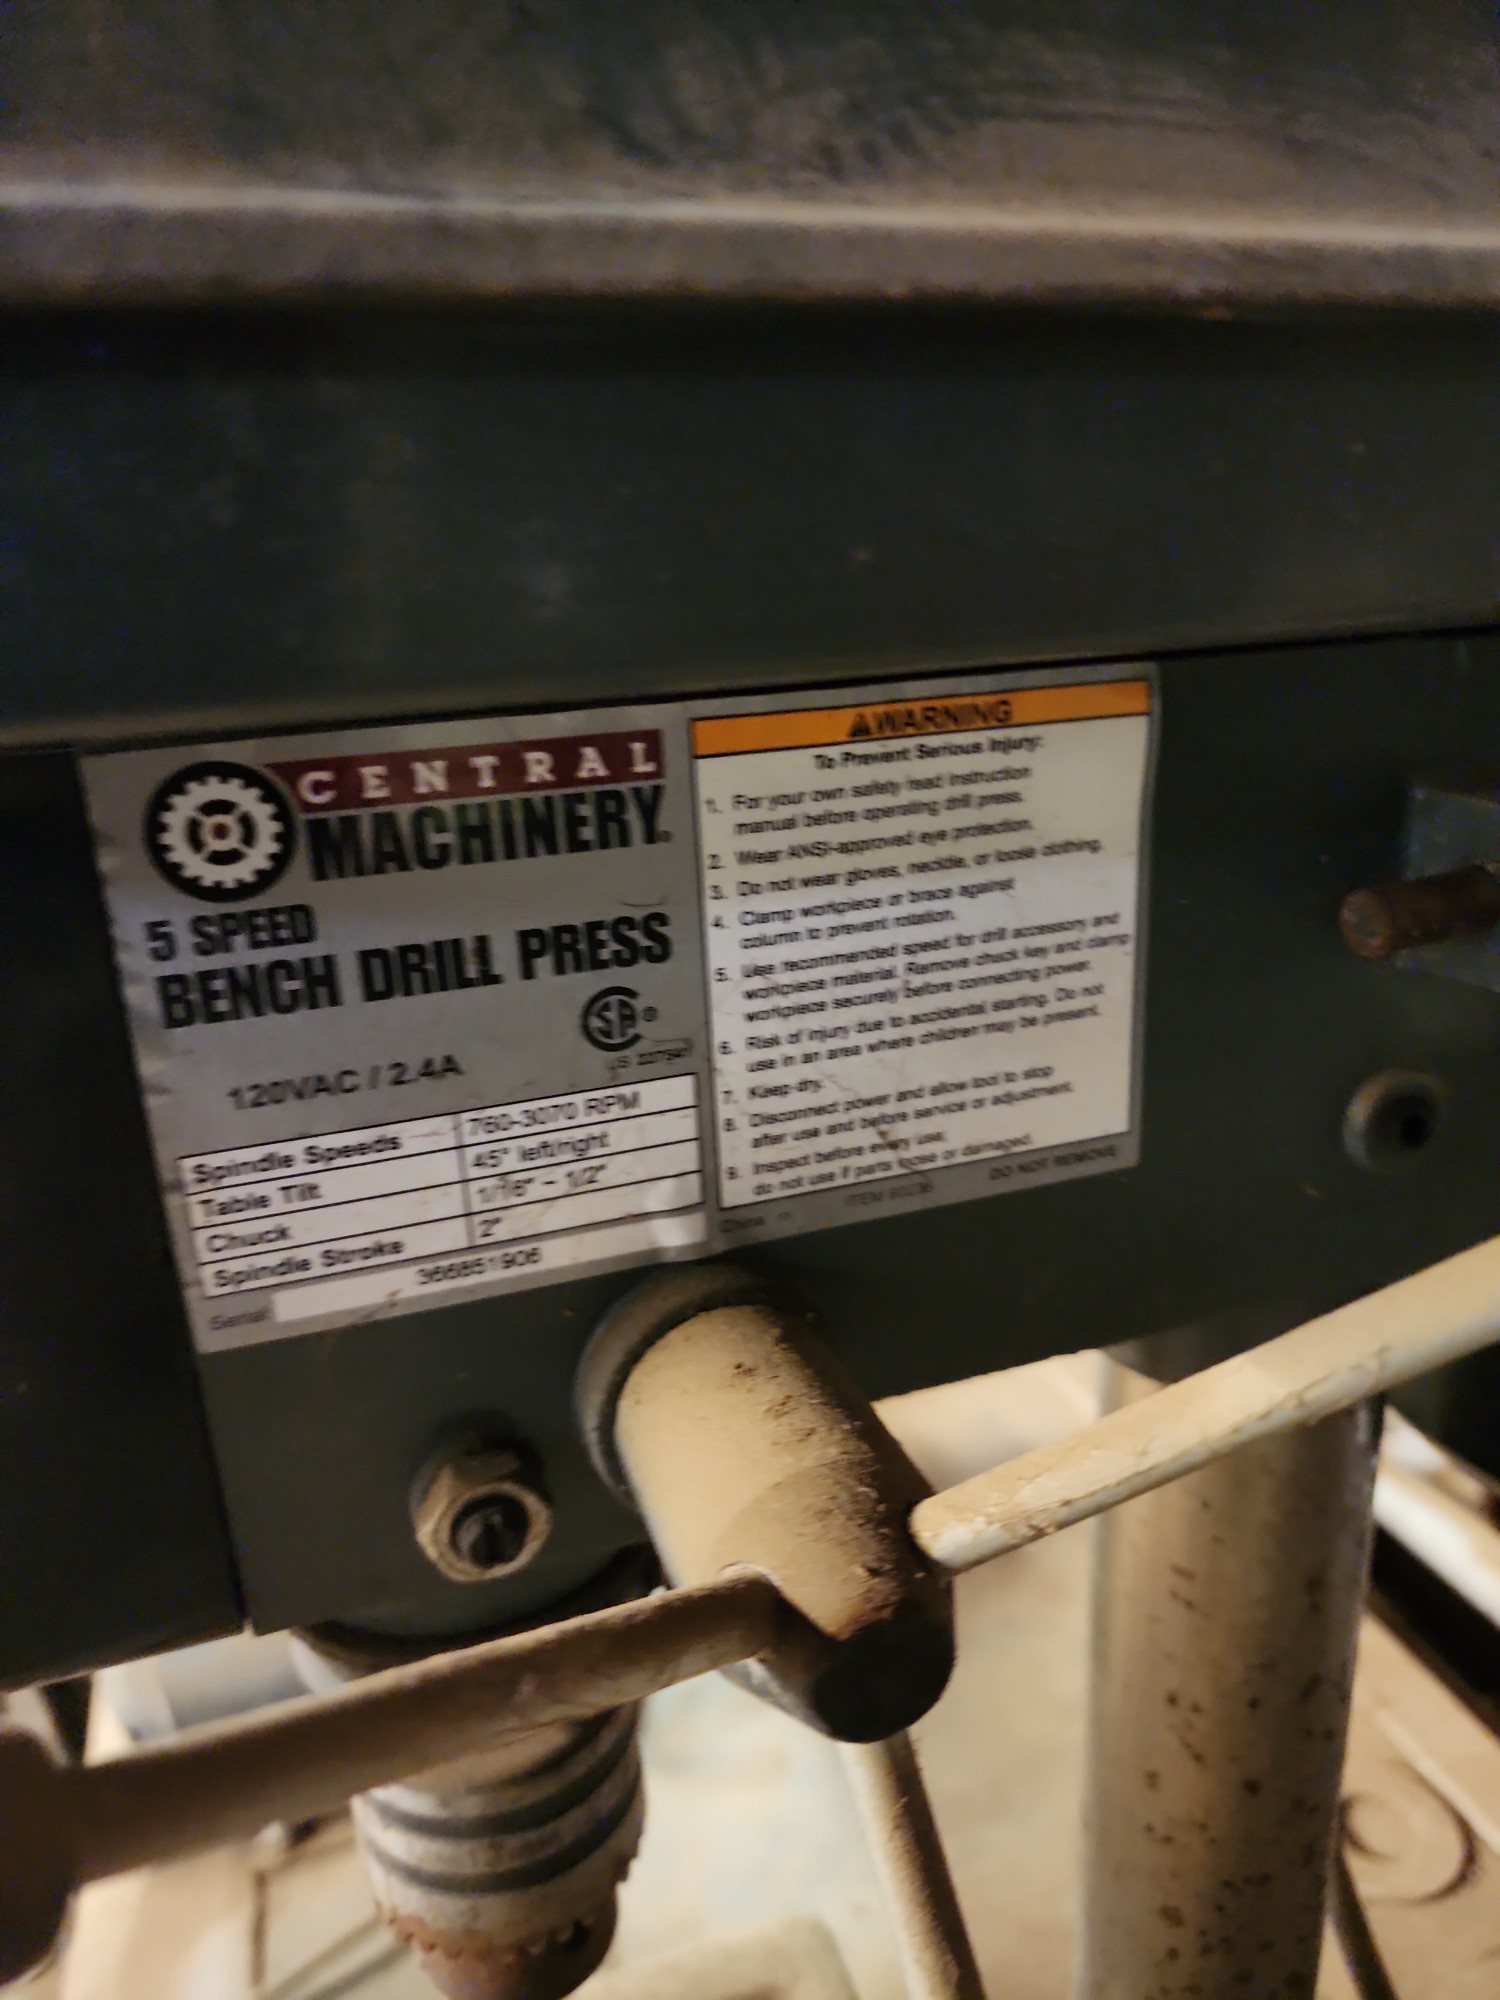 CENTRAL
MACHINERY
5 SPEED
BENCH DRILL PRESS
SA ®
120VAC / 2.4A
Spindle Speeds 760-3070 RPM
Table Tilt 45° left/right
Chuck 1/16" ~ 1/2"
Spindle Stroke 2"
Serial 366851906
WARNING
To Prevent Serious Injury:
1. For your own safety read instruction
manual before operating drill press.
2. Wear ANSI-approved eye protection.
3. Do not wear gloves, necktie, or loose clothing.
4. Clamp workpiece or brace against
column to prevent rotation.
5. Use recommended speed for drill accessory and
workpiece material. Remove chuck key and clamp
workpiece securely before connecting power.
6. Risk of injury due to accidental starting. Do not
use in an area where children may be present.
7. Keep dry.
8. Disconnect power and allow tool to stop
after use and before service or adjustment.
9. Inspect before every use;
do not use if parts loose or damaged.
China ITEM DO NOT REMOVE